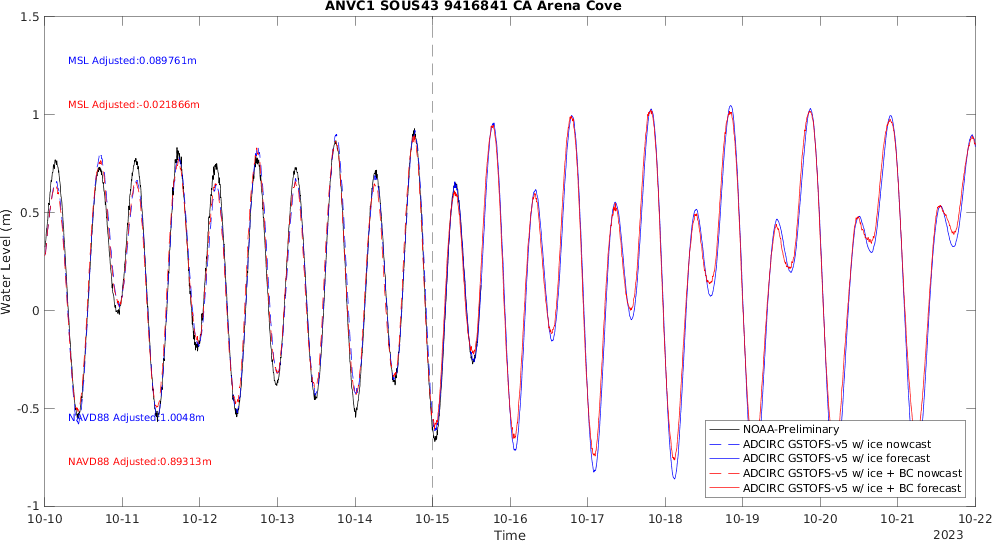 ANVC1 SOUS43 9416841 CA Arena Cove
1.5
1
0.5
0
-0.5
-1
Water Level (m)
MSL Adjusted:0.089761m
MSL Adjusted:-0.021866m
NAVD88 Adjusted:1.0048m
NAVD88 Adjusted:0.89313m
NOAA-Preliminary
ADCIRC GSTOFS-v5 w/ ice nowcast
ADCIRC GSTOFS-v5 w/ ice forecast
ADCIRC GSTOFS-v5 w/ ice + BC nowcast
ADCIRC GSTOFS-v5 w/ ice + BC forecast
10-10 10-11 10-12 10-13 10-14 10-15 10-16 10-17 10-18 10-19 10-20 10-21 10-22
Time
2023